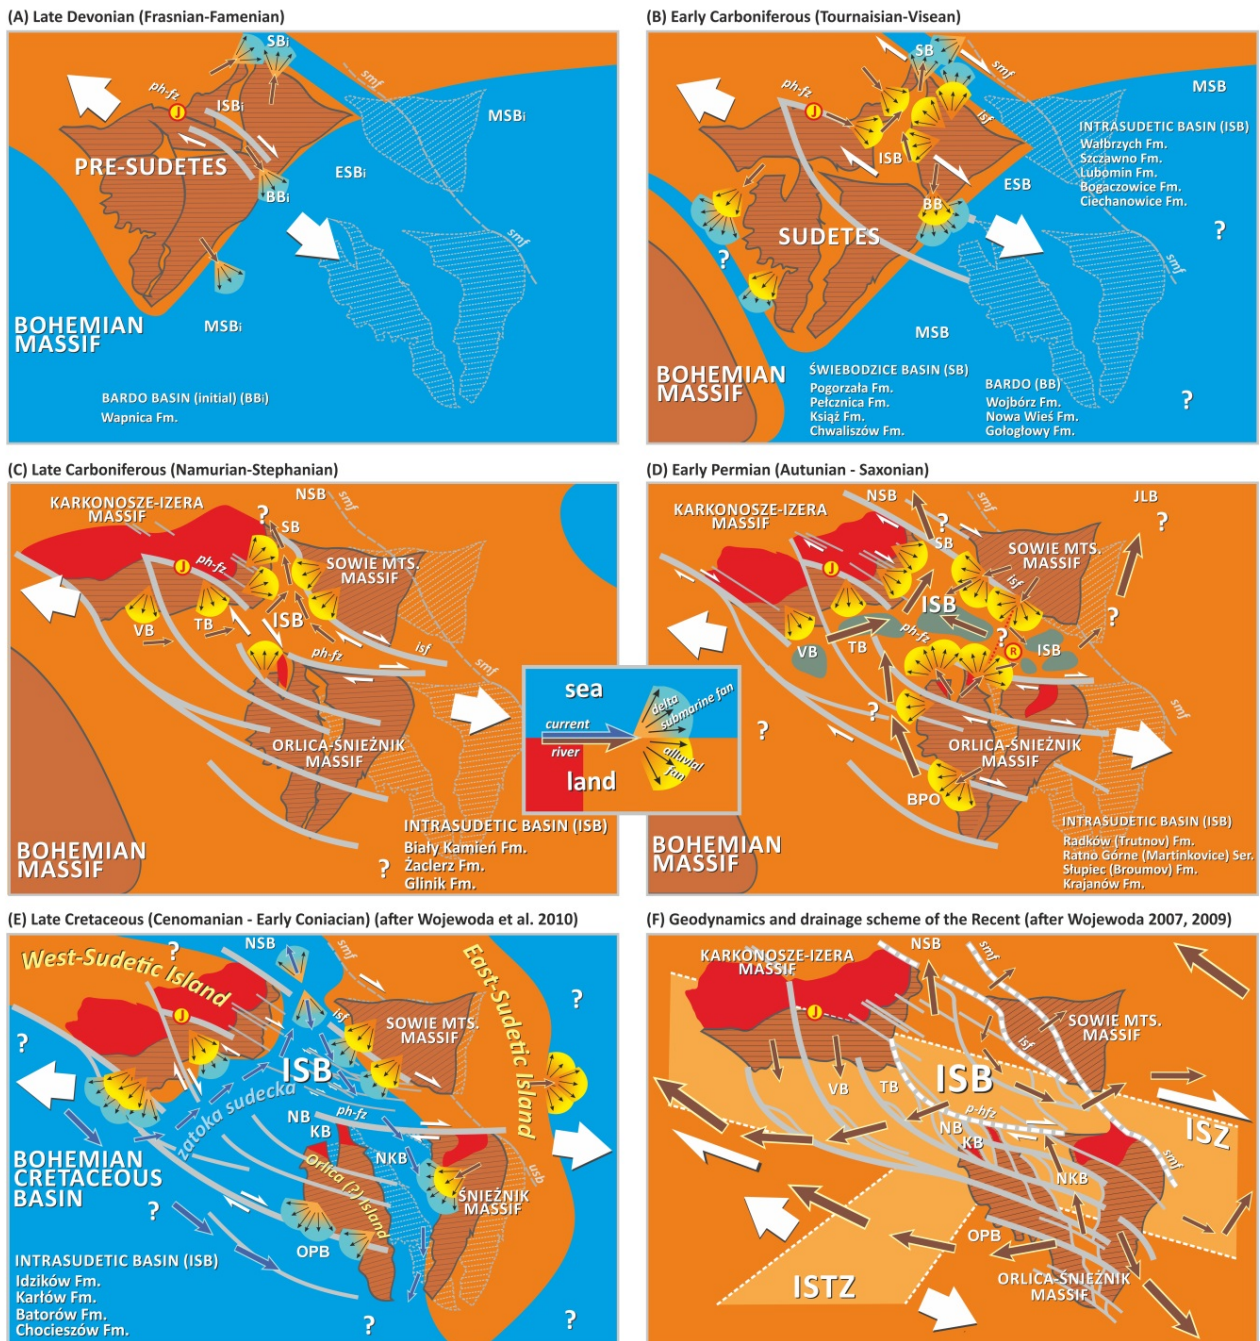 (A) Late Devonian (Frasnian-Famenian)
SBi
smf
ph-fz
J
ISBi
MSBi
PRE-SUDETES
ESBi
BBi
smf
MSBi
BOHEMIAN
MASSIF
BARDO BASIN (initial) (BBi)
Wapnica Fm.
(B) Early Carboniferous (Tournaisian-Visean)
SB
smf
MSB
ph-fz
J
isf
INTRASUDETIC BASIN (ISB)
Wałbrzych Fm.
Szczawno Fm.
Lubomin Fm.
Bogaczowice Fm.
Ciechanowice Fm.
ISB
ESB
BB
SUDETES
?
?
smf
MSB
BOHEMIAN
MASSIF
ŚWIEBODZICE BASIN (SB)
Pogorzała Fm.
Pełcznica Fm.
Książ Fm.
Chwaliszów Fm.
BARDO (BB)
Wojbórz Fm.
Nowa Wieś Fm.
Gołogłowy Fm.
?
(C) Late Carboniferous (Namurian-Stephanian)
NSB
smf
KARKONOSZE-IZERA
MASSIF
?
SB
J
ph-fz
SOWIE MTS.
MASSIF
VB
TB
ISB
ph-fz
isf
smf
ORLICA-ŚNIEŻNIK
MASSIF
BOHEMIAN
MASSIF
?
INTRASUDETIC BASIN (ISB)
Biały Kamień Fm.
Żaclerz Fm.
Glinik Fm.
sea
current
river
land
delta
submarine fan
alluvial
fan
(D) Early Permian (Autunian - Saxonian)
NSB
smf
JLB
?
KARKONOSZE-IZERA
MASSIF
?
SB
J
SOWIE MTS.
MASSIF
isf
ISB
ph-fz
?
?
R
ISB
VB
TB
?
?
smf
ORLICA-ŚNIEŻNIK
MASSIF
BPO
BOHEMIAN
MASSIF
INTRASUDETIC BASIN (ISB)
Radków (Trutnov) Fm.
Ratno Górne (Martinkovice) Ser.
Słupiec (Broumov) Fm.
Krajanów Fm.
(E) Late Cretaceous (Cenomanian - Early Coniacian) (after Wojewoda et al. 2010)
?
NSB
smf
West-Sudetic Island
East-Sudetic Island
?
?
J
isf
SOWIE MTS.
MASSIF
ISB
zatoka sudecka
ph-fz
NB
KB
NKB
usb
BOHEMIAN
CRETACEOUS
BASIN
?
Orlica (?) Island
ŚNIEŻNIK
MASSIF
OPB
INTRASUDETIC BASIN (ISB)
Idzików Fm.
Karłów Fm.
Batorów Fm.
Chocieszów Fm.
?
?
(F) Geodynamics and drainage scheme of the Recent (after Wojewoda 2007, 2009)
NSB
smf
KARKONOSZE-IZERA
MASSIF
J
SOWIE MTS.
MASSIF
isf
ISB
VB
TB
p-hfz
NB
KB
ISZ
smf
NKB
OPB
ISTZ
ORLICA-ŚNIEŻNIK
MASSIF